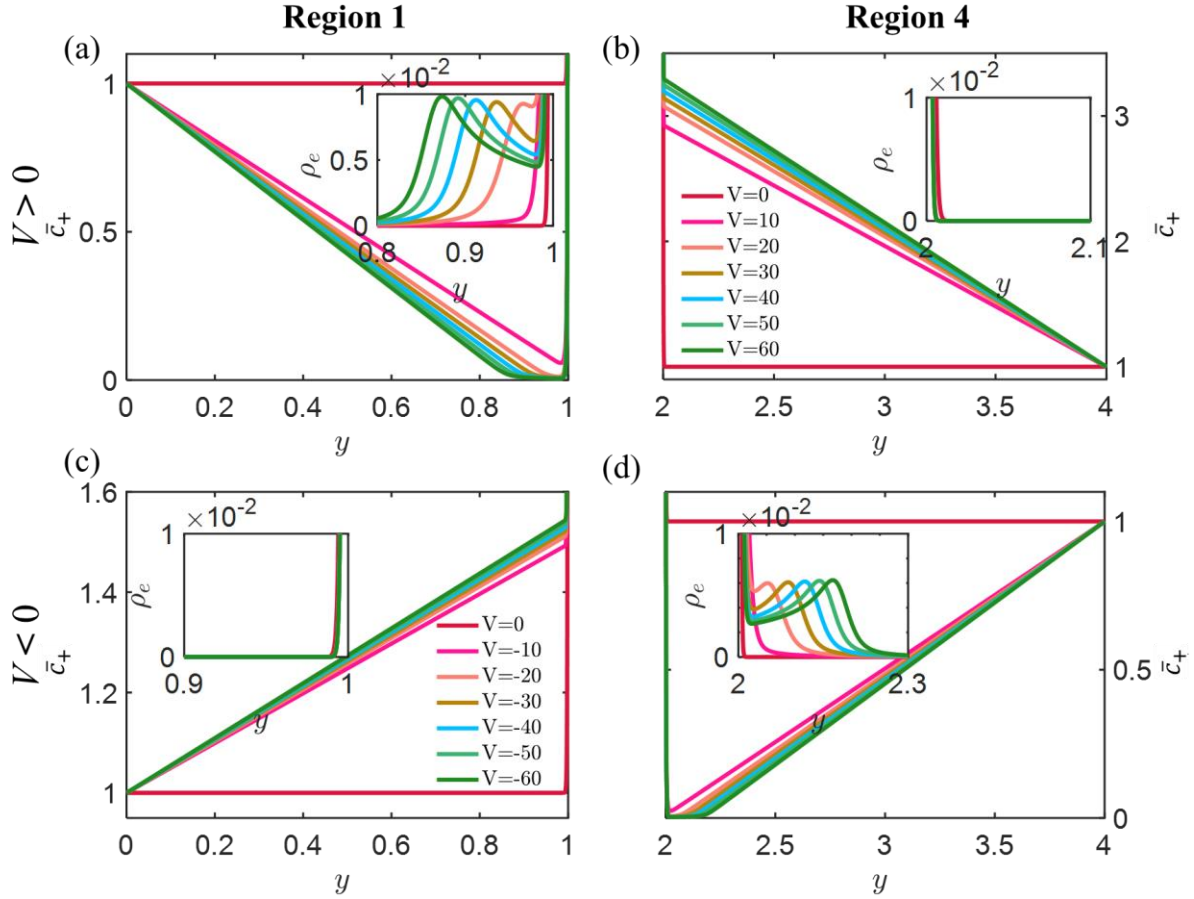 Region 1
Region 4
(a)
(b)
V > 0
c̄₊
1
0.5
0
0
0.2
0.4
0.6
0.8
1
y
×10⁻²
1
0.5
0
ρₑ
0.8
0.9
1
y
V=0
V=10
V=20
V=30
V=40
V=50
V=60
1
0
×10⁻²
ρₑ
2
2.1
y
3
2
1
c̄₊
2
2.5
3
3.5
4
y
(c)
(d)
V < 0
c̄₊
1.6
1.4
1.2
1
0
0.2
0.4
0.6
0.8
1
y
1
×10⁻²
0
ρₑ
0.9
1
y
V=0
V=-10
V=-20
V=-30
V=-40
V=-50
V=-60
1
×10⁻²
0
ρₑ
2
2.3
y
1
0.5
0
c̄₊
2
2.5
3
3.5
4
y